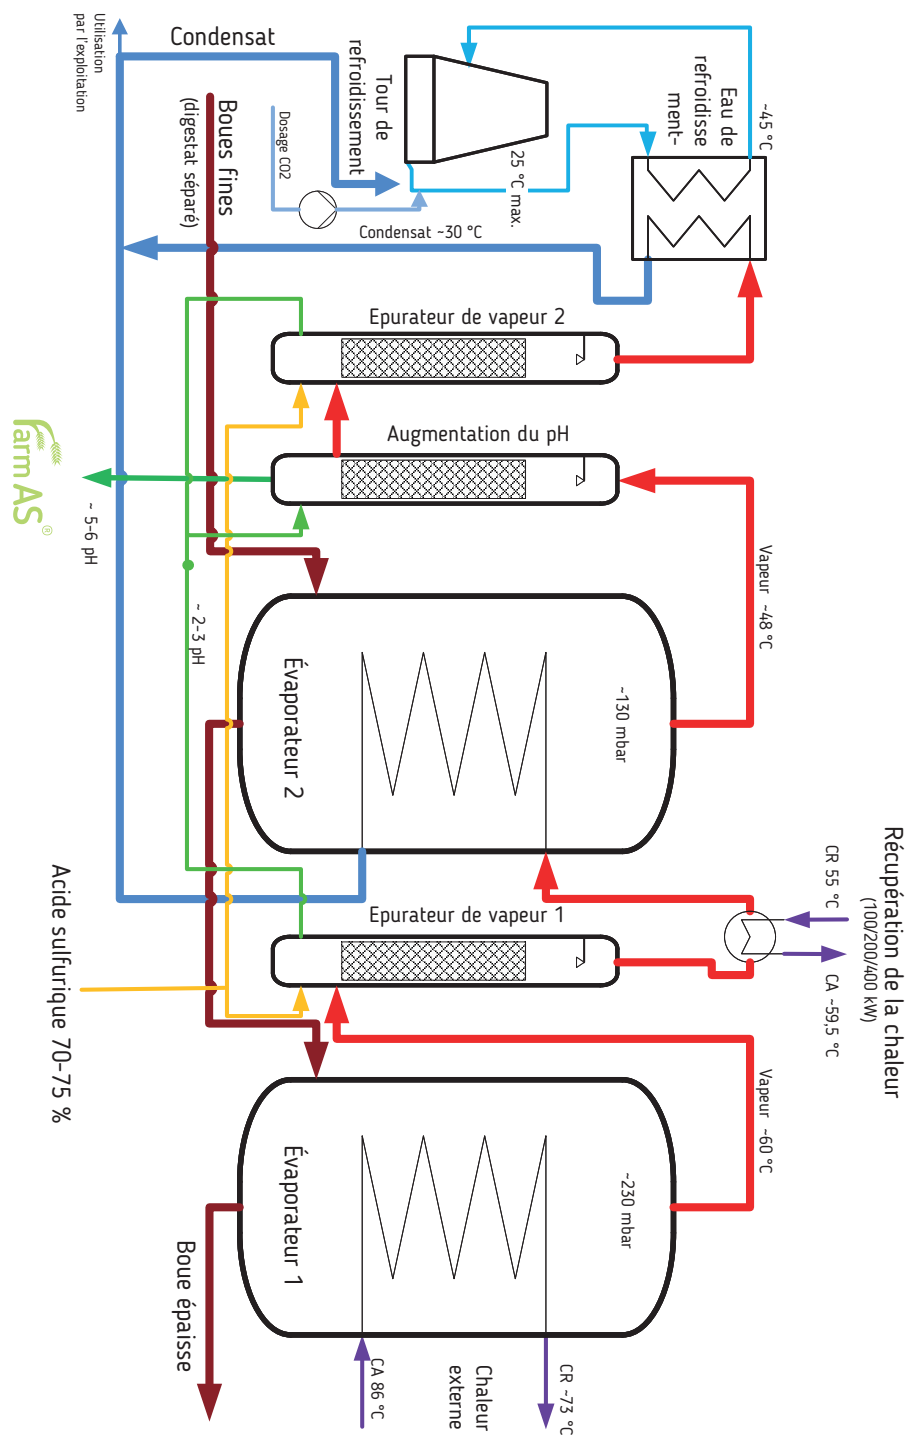 Récupération de la chaleur
(100/200/400 kW)
CR 55 °C
CA ~59,5 °C
Vapeur ~60 °C
Vapeur ~48 °C
~45 °C
Eau de
refroidisse
ment-
25 °C max.
Tour de
refroidissement
Condensat
Utilisation
par l'exploitation
Dosage CO2
Boues fines
(digestat séparé)
Condensat ~30 °C
Epurateur de vapeur 2
Augmentation du pH
~130 mbar
Évaporateur 2
Epurateur de vapeur 1
~230 mbar
Évaporateur 1
CR ~73 °C
Chaleur
externe
CA 86 °C
~ 2-3 pH
~ 5-6 pH
Boue épaisse
Acide sulfurique 70-75 %
farmAS®